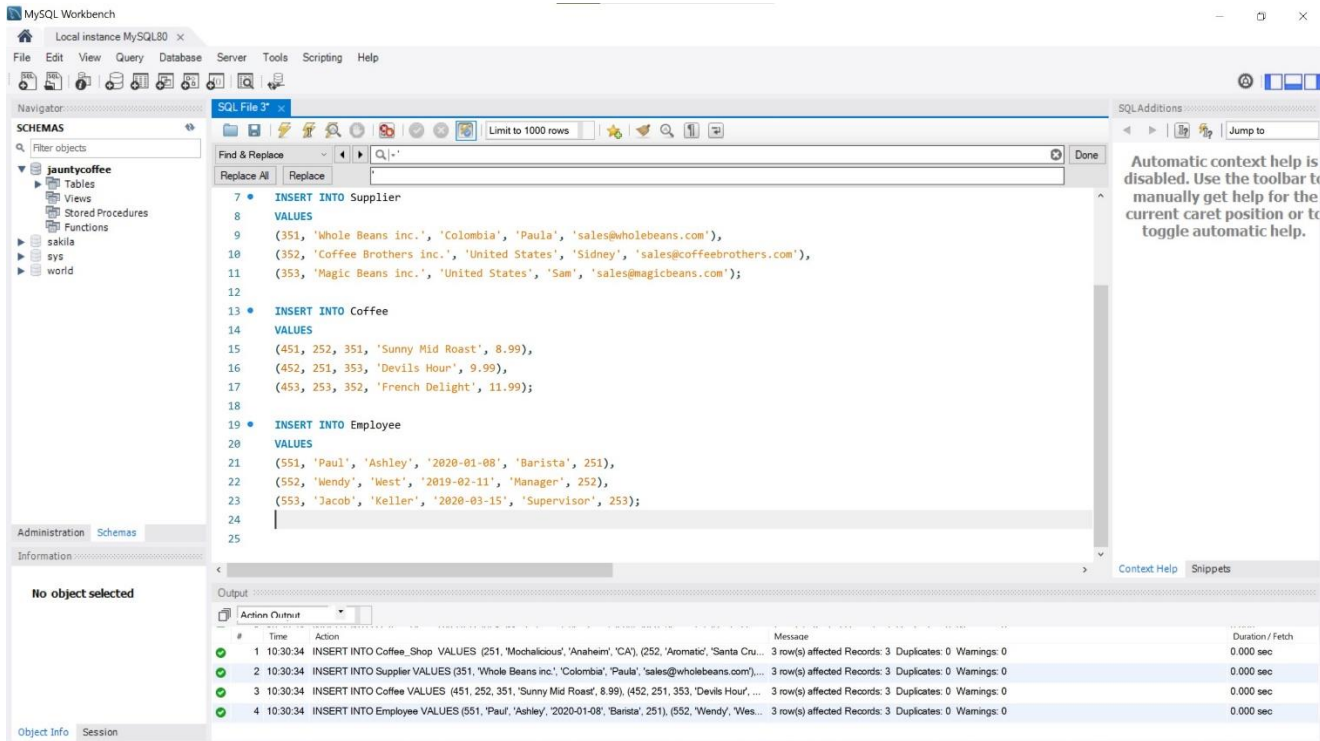 MySQL Workbench
Local instance MySQL80
File Edit View Query Database Server Tools Scripting Help
Navigator
SCHEMAS
Filter objects
jauntycoffee
Tables
Views
Stored Procedures
Functions
sakila
sys
world
Administration Schemas
Information
No object selected
Object Info Session
SQL File 3*
Limit to 1000 rows
Find & Replace
-'
Done
Replace All Replace
'
7 INSERT INTO Supplier
8 VALUES
9 (351, 'Whole Beans inc.', 'Colombia', 'Paula', 'sales@wholebeans.com'),
10 (352, 'Coffee Brothers inc.', 'United States', 'Sidney', 'sales@coffeebrothers.com'),
11 (353, 'Magic Beans inc.', 'United States', 'Sam', 'sales@magicbeans.com');
12
13 INSERT INTO Coffee
14 VALUES
15 (451, 252, 351, 'Sunny Mid Roast', 8.99),
16 (452, 251, 353, 'Devils Hour', 9.99),
17 (453, 253, 352, 'French Delight', 11.99);
18
19 INSERT INTO Employee
20 VALUES
21 (551, 'Paul', 'Ashley', '2020-01-08', 'Barista', 251),
22 (552, 'Wendy', 'West', '2019-02-11', 'Manager', 252),
23 (553, 'Jacob', 'Keller', '2020-03-15', 'Supervisor', 253);
24
25
SQLAdditions
Jump to
Automatic context help is
disabled. Use the toolbar to
manually get help for the
current caret position or to
toggle automatic help.
Context Help Snippets
Output
Action Output
# Time Action Message Duration / Fetch
1 10:30:34 INSERT INTO Coffee_Shop VALUES (251, 'Mochalicious', 'Anaheim', 'CA'), (252, 'Aromatic', 'Santa Cru... 3 row(s) affected Records: 3 Duplicates: 0 Warnings: 0 0.000 sec
2 10:30:34 INSERT INTO Supplier VALUES (351, 'Whole Beans inc.', 'Colombia', 'Paula', 'sales@wholebeans.com'),... 3 row(s) affected Records: 3 Duplicates: 0 Warnings: 0 0.000 sec
3 10:30:34 INSERT INTO Coffee VALUES (451, 252, 351, 'Sunny Mid Roast', 8.99), (452, 251, 353, 'Devils Hour', ... 3 row(s) affected Records: 3 Duplicates: 0 Warnings: 0 0.000 sec
4 10:30:34 INSERT INTO Employee VALUES (551, 'Paul', 'Ashley', '2020-01-08', 'Barista', 251), (552, 'Wendy', 'Wes... 3 row(s) affected Records: 3 Duplicates: 0 Warnings: 0 0.000 sec